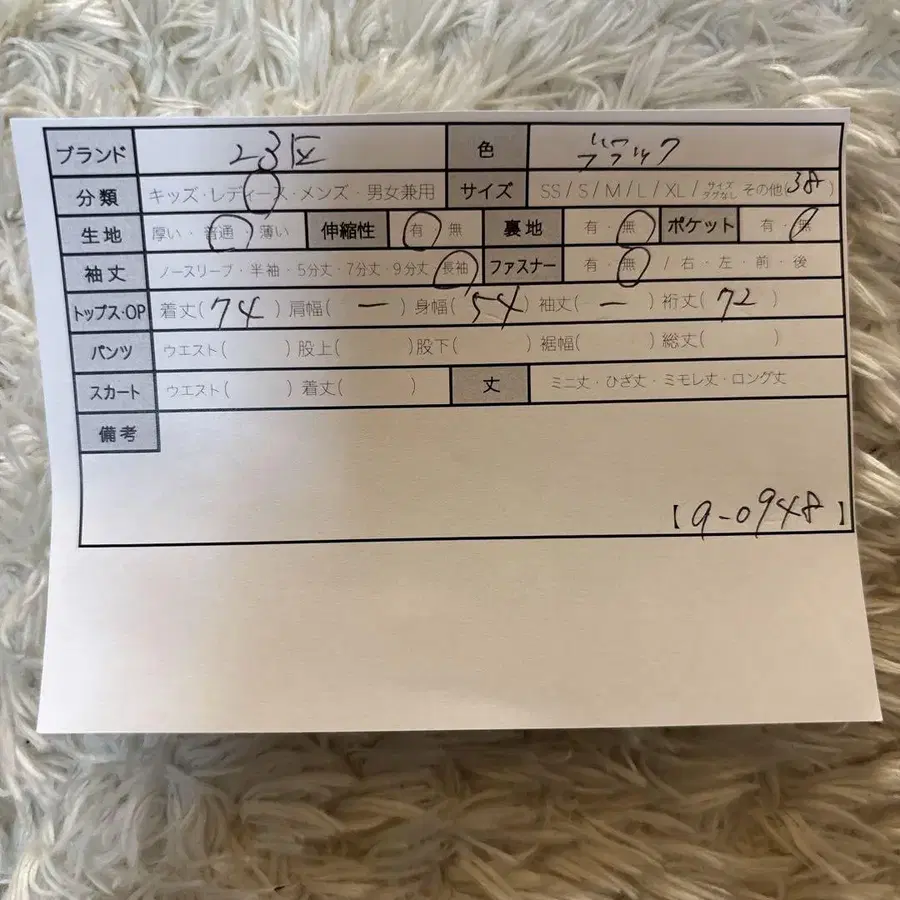 ブランド 23区 色 ブラック
分類 キッズ・レディース・メンズ・男女兼用 サイズ SS / S / M / L / XL / サイズタグなし その他(38)
生地 厚い・普通・薄い 伸縮性 有・無 裏地 有・無 ポケット 有・無
袖丈 ノースリーブ・半袖・5分丈・7分丈・9分丈・長袖 ファスナー 有・無 / 右・左・前・後
トップス・OP 着丈(74) 肩幅(ー) 身幅(54) 袖丈(ー) 裄丈(72)
パンツ ウエスト( ) 股上( ) 股下( ) 裾幅( ) 総丈( )
スカート ウエスト( ) 着丈( ) 丈 ミニ丈・ひざ丈・ミモレ丈・ロング丈
備考
【9-0948】